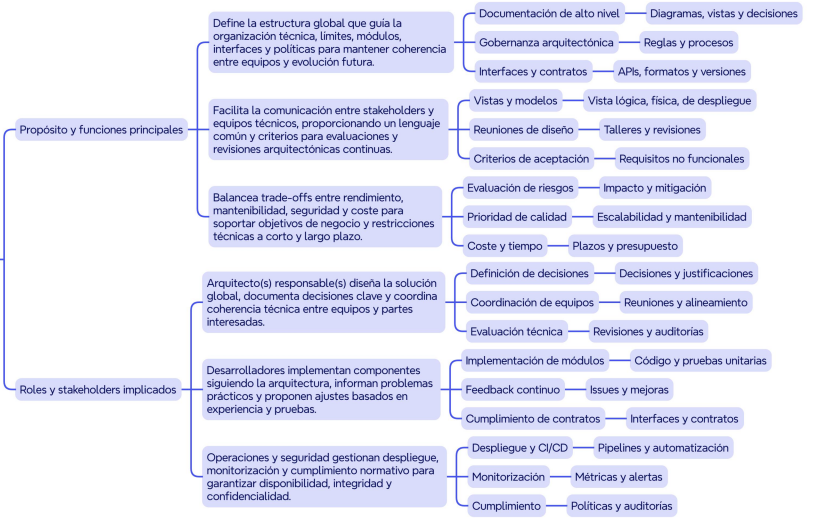 Propósito y funciones principales
Define la estructura global que guía la
organización técnica, límites, módulos,
interfaces y políticas para mantener coherencia
entre equipos y evolución futura.
Documentación de alto nivel
Diagramas, vistas y decisiones
Gobernanza arquitectónica
Reglas y procesos
Interfaces y contratos
APIs, formatos y versiones
Facilita la comunicación entre stakeholders y
equipos técnicos, proporcionando un lenguaje
común y criterios para evaluaciones y
revisiones arquitectónicas continuas.
Vistas y modelos
Vista lógica, física, de despliegue
Reuniones de diseño
Talleres y revisiones
Criterios de aceptación
Requisitos no funcionales
Balancea trade-offs entre rendimiento,
mantenibilidad, seguridad y coste para
soportar objetivos de negocio y restricciones
técnicas a corto y largo plazo.
Evaluación de riesgos
Impacto y mitigación
Prioridad de calidad
Escalabilidad y mantenibilidad
Coste y tiempo
Plazos y presupuesto
Roles y stakeholders implicados
Arquitecto(s) responsable(s) diseña la solución
global, documenta decisiones clave y coordina
coherencia técnica entre equipos y partes
interesadas.
Definición de decisiones
Decisiones y justificaciones
Coordinación de equipos
Reuniones y alineamiento
Evaluación técnica
Revisiones y auditorías
Desarrolladores implementan componentes
siguiendo la arquitectura, informan problemas
prácticos y proponen ajustes basados en
experiencia y pruebas.
Implementación de módulos
Código y pruebas unitarias
Feedback continuo
Issues y mejoras
Cumplimiento de contratos
Interfaces y contratos
Operaciones y seguridad gestionan despliegue,
monitorización y cumplimiento normativo para
garantizar disponibilidad, integridad y
confidencialidad.
Despliegue y CI/CD
Pipelines y automatización
Monitorización
Métricas y alertas
Cumplimiento
Políticas y auditorías